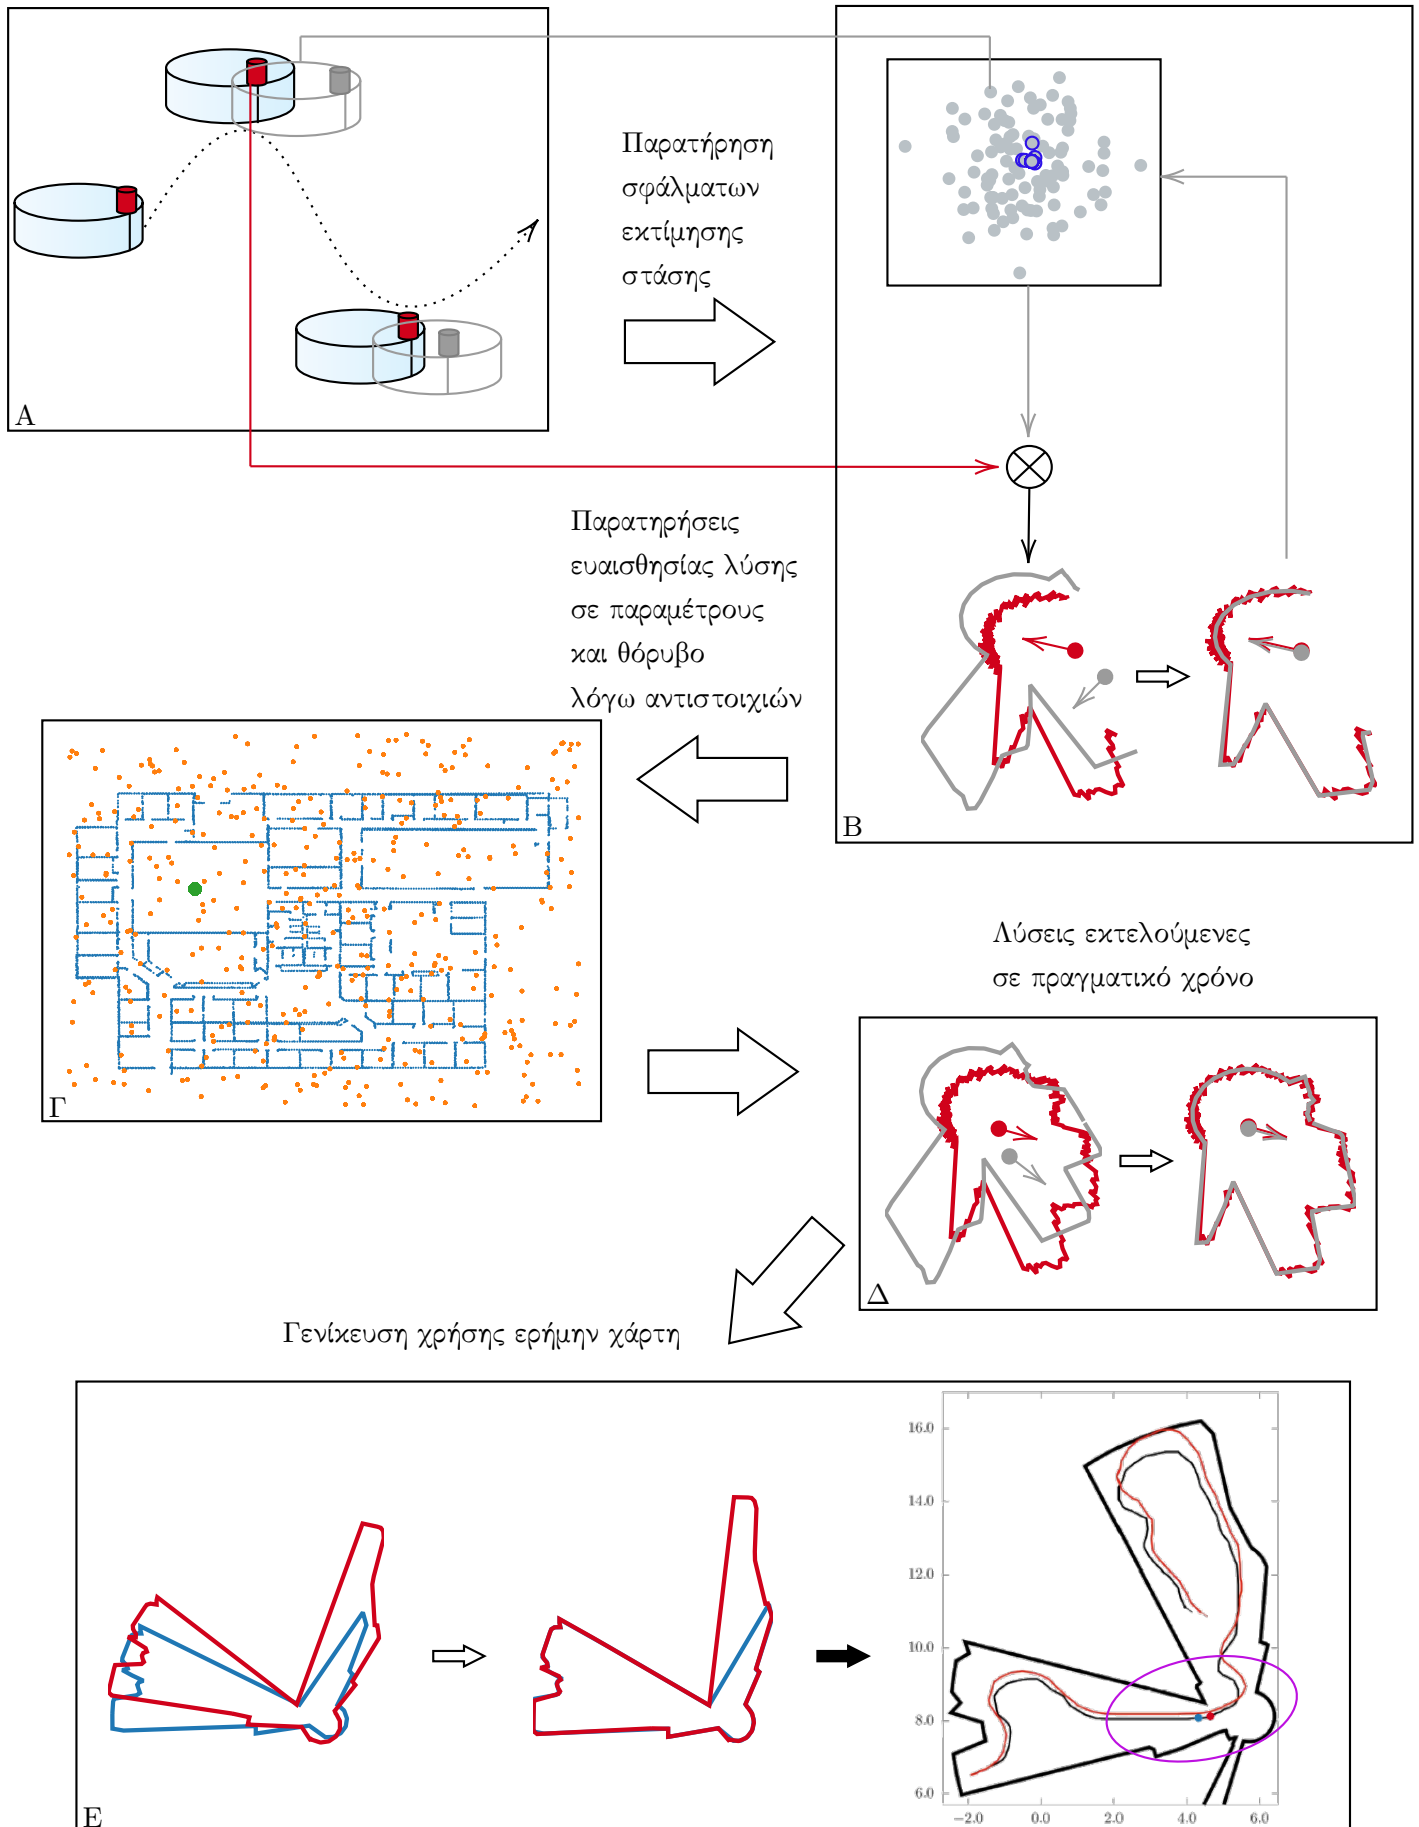 Παρατήρηση
σφάλματων
εκτίμησης
στάσης
Α
Παρατηρήσεις
ευαισθησίας λύσης
σε παραμέτρους
και θόρυβο
λόγω αντιστοιχιών
Β
Γ
Λύσεις εκτελούμενες
σε πραγματικό χρόνο
Δ
Γενίκευση χρήσης ερήμην χάρτη
16.0
14.0
12.0
10.0
8.0
6.0
−2.0 0.0 2.0 4.0 6.0
Ε